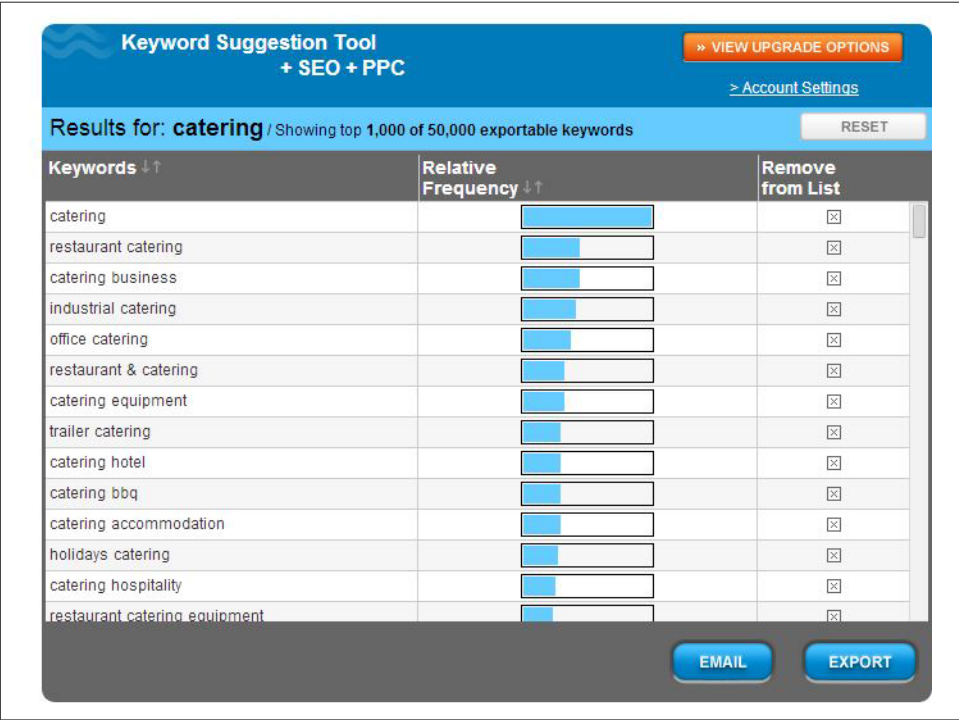 Keyword Suggestion Tool
+ SEO + PPC
» VIEW UPGRADE OPTIONS
> Account Settings
Results for: catering / Showing top 1,000 of 50,000 exportable keywords
RESET
Keywords ↓↑
Relative
Frequency ↓↑
Remove
from List
catering
restaurant catering
catering business
industrial catering
office catering
restaurant & catering
catering equipment
trailer catering
catering hotel
catering bbq
catering accommodation
holidays catering
catering hospitality
restaurant catering equipment
EMAIL
EXPORT